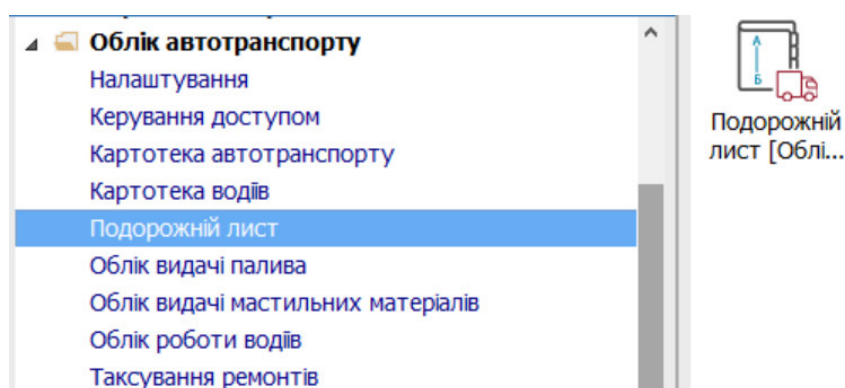 Облік автотранспорту
Налаштування
Керування доступом
Картотека автотранспорту
Картотека водіїв
Подорожній лист
Облік видачі палива
Облік видачі мастильних матеріалів
Облік роботи водіїв
Таксування ремонтів
А
Б
Подорожній
лист [Облі...